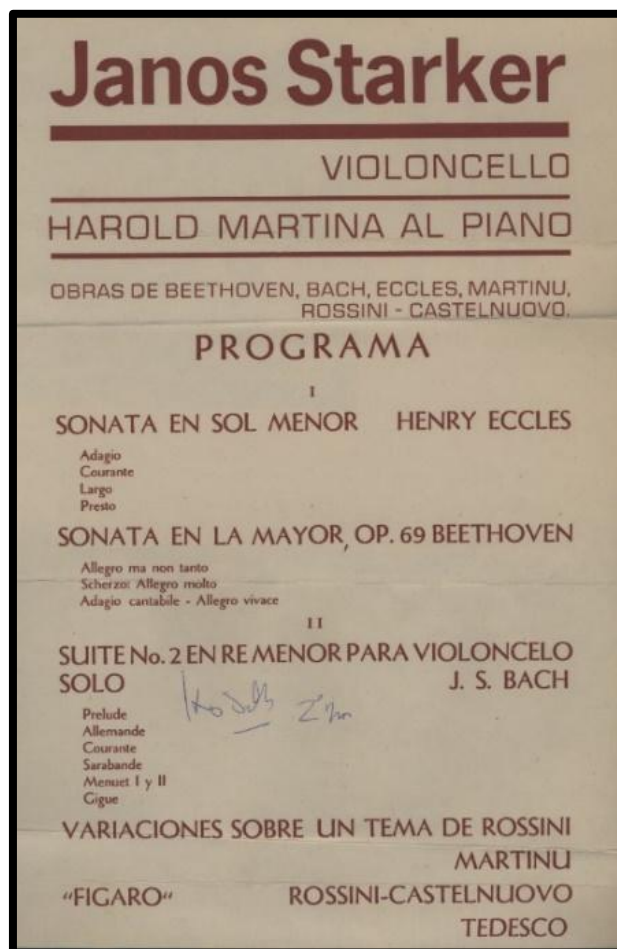 Janos Starker
VIOLONCELLO
HAROLD MARTINA AL PIANO
OBRAS DE BEETHOVEN, BACH, ECCLES, MARTINU,
ROSSINI - CASTELNUOVO.
PROGRAMA
I
SONATA EN SOL MENOR HENRY ECCLES
Adagio
Courante
Largo
Presto
SONATA EN LA MAYOR, OP. 69 BEETHOVEN
Allegro ma non tanto
Scherzo: Allegro molto
Adagio cantabile - Allegro vivace
II
SUITE No. 2 EN RE MENOR PARA VIOLONCELO
SOLO J. S. BACH
Prelude
Allemande
Courante
Sarabande
Menuet I y II
Gigue
VARIACIONES SOBRE UN TEMA DE ROSSINI
MARTINU
"FIGARO" ROSSINI-CASTELNUOVO
TEDESCO